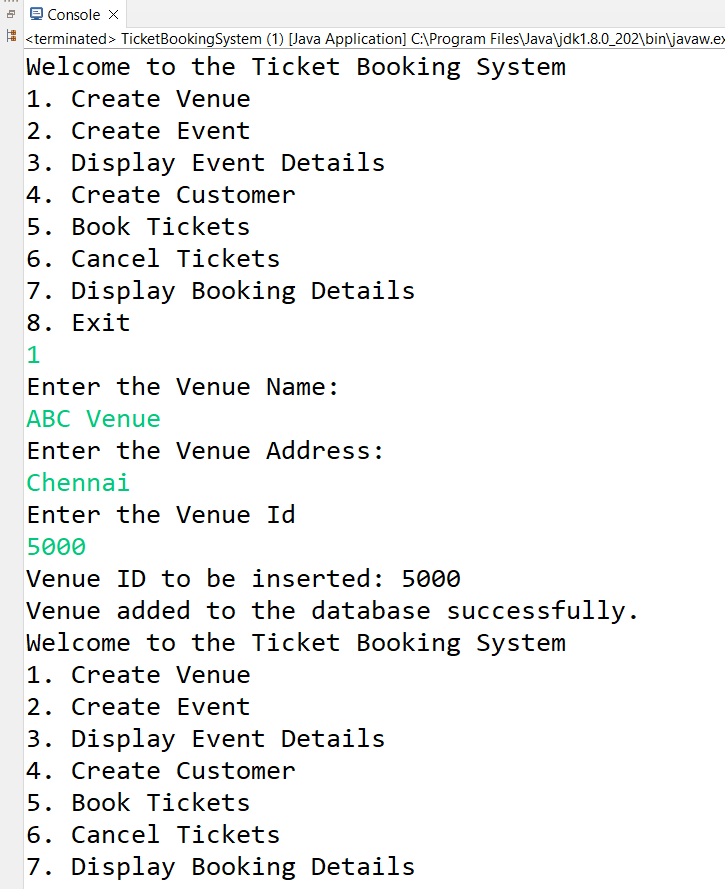 Console
<terminated> TicketBookingSystem (1) [Java Application] C:\Program Files\Java\jdk1.8.0_202\bin\javaw.ex
Welcome to the Ticket Booking System
1. Create Venue
2. Create Event
3. Display Event Details
4. Create Customer
5. Book Tickets
6. Cancel Tickets
7. Display Booking Details
8. Exit
1
Enter the Venue Name:
ABC Venue
Enter the Venue Address:
Chennai
Enter the Venue Id
5000
Venue ID to be inserted: 5000
Venue added to the database successfully.
Welcome to the Ticket Booking System
1. Create Venue
2. Create Event
3. Display Event Details
4. Create Customer
5. Book Tickets
6. Cancel Tickets
7. Display Booking Details